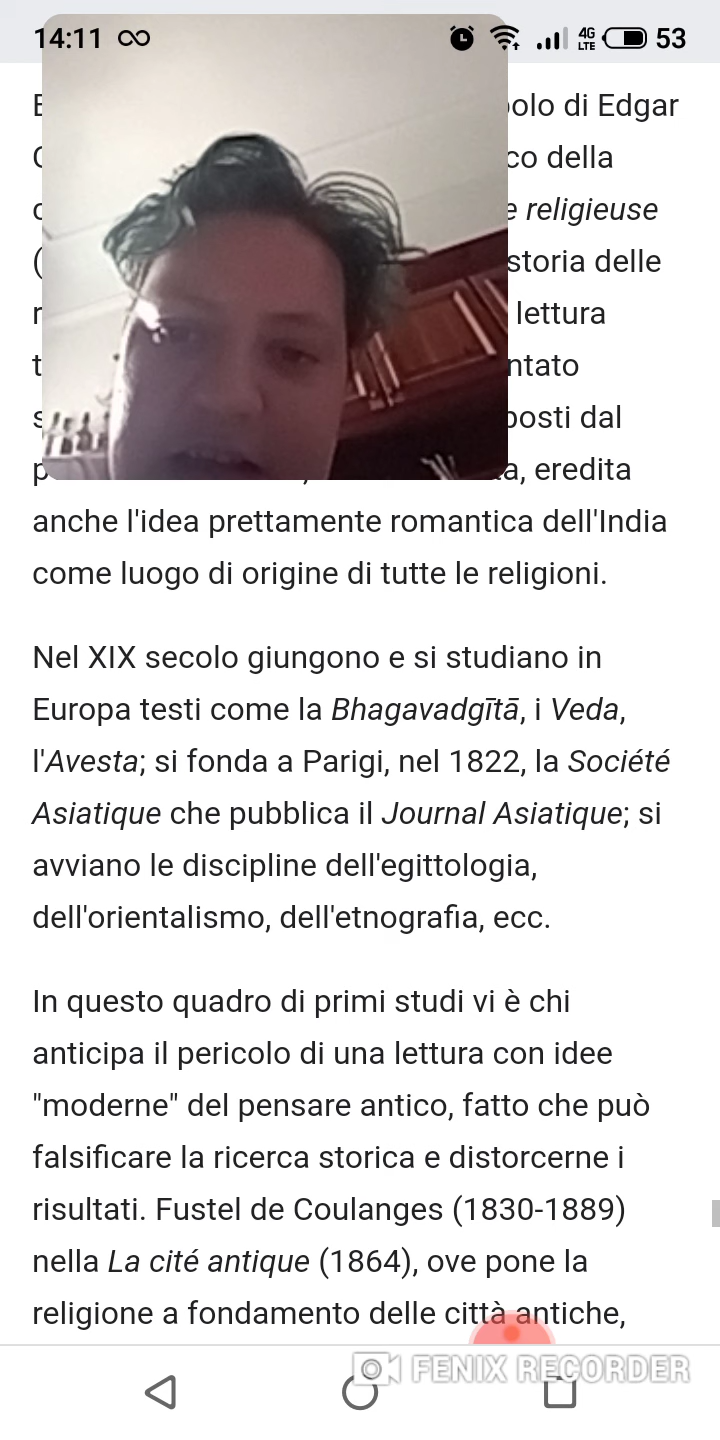 14:11 4G LTE 53
polo di Edgar
co della
e religieuse
storia delle
lettura
ntato
posti dal
a, eredita
anche l'idea prettamente romantica dell'India
come luogo di origine di tutte le religioni.
Nel XIX secolo giungono e si studiano in
Europa testi come la Bhagavadgītā, i Veda,
l'Avesta; si fonda a Parigi, nel 1822, la Société
Asiatique che pubblica il Journal Asiatique; si
avviano le discipline dell'egittologia,
dell'orientalismo, dell'etnografia, ecc.
In questo quadro di primi studi vi è chi
anticipa il pericolo di una lettura con idee
"moderne" del pensare antico, fatto che può
falsificare la ricerca storica e distorcerne i
risultati. Fustel de Coulanges (1830-1889)
nella La cité antique (1864), ove pone la
religione a fondamento delle città antiche,
FENIX RECORDER